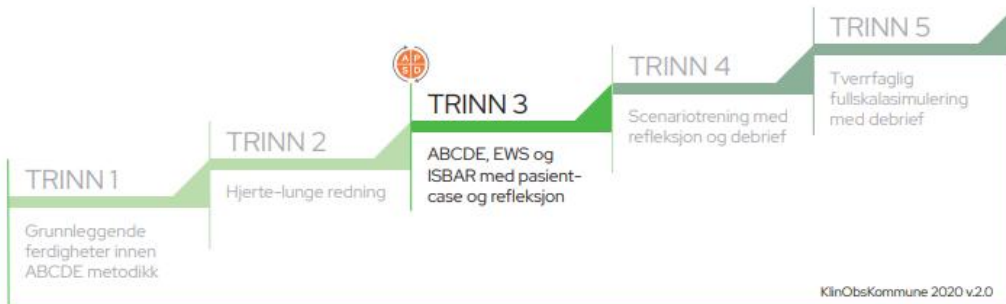 TRINN 1
Grunnleggende
ferdigheter innen
ABCDE metodikk
TRINN 2
Hjerte-lunge redning
A P
S D
TRINN 3
ABCDE, EWS og
ISBAR med pasient-
case og refleksjon
TRINN 4
Scenariotrening med
refleksjon og debrief
TRINN 5
Tverrfaglig
fullskalasimulering
med debrief
KlinObsKommune 2020 v.2.0